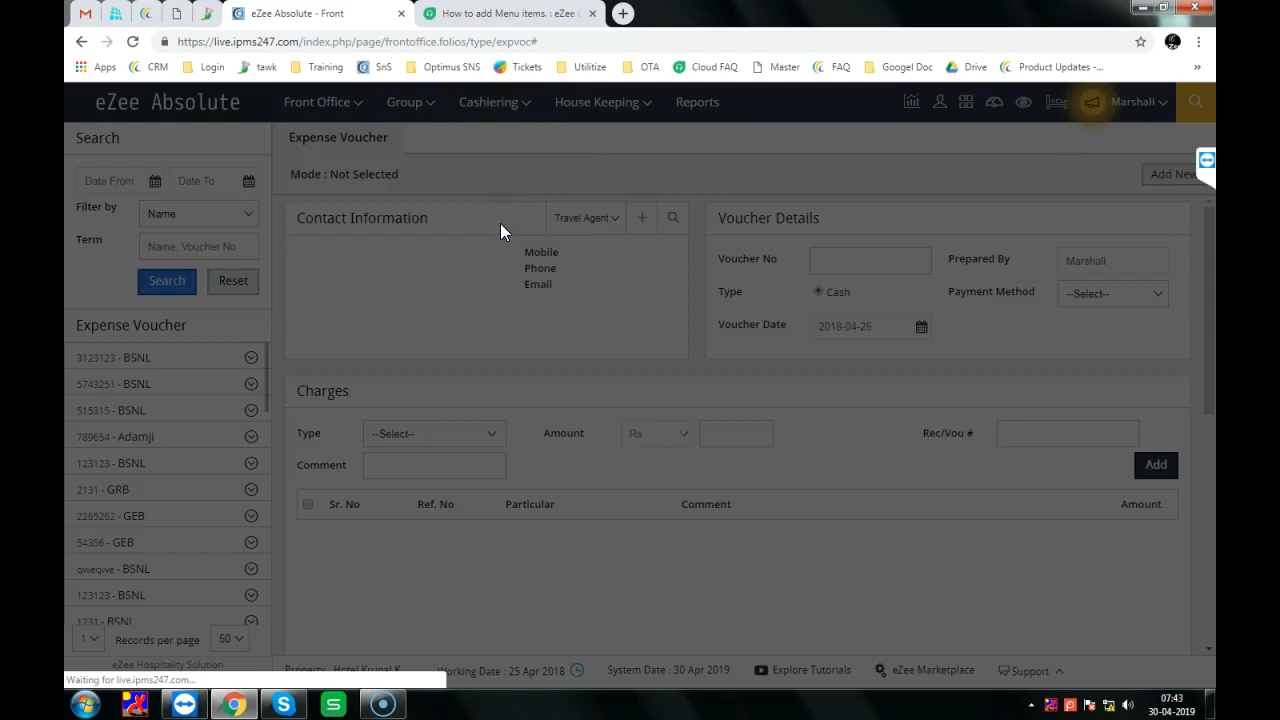 eZee Absolute - Front
How to add Menu items. : eZee C
https://live.ipms247.com/index.php/page/frontoffice.folios/type/expvoc#
Apps CRM Login tawk Training SnS Optimus SNS Tickets Utilitize OTA Cloud FAQ Master FAQ Googel Doc Drive Product Updates -... »
eZee Absolute Front Office Group Cashiering House Keeping Reports Marshall
Search
Expense Voucher
Mode : Not Selected
Add New
Date From Date To
Filter by Name
Term Name, Voucher No
Search Reset
Contact Information Travel Agent
Mobile
Phone
Email
Voucher Details
Voucher No Prepared By Marshall
Type Cash Payment Method --Select--
Voucher Date 2018-04-25
Expense Voucher
3123123 - BSNL
5743251 - BSNL
515315 - BSNL
789654 - Adamji
123123 - BSNL
2131 - GRB
2265262 - GEB
54356 - GEB
qweqwe - BSNL
123123 - BSNL
1231 - BSNL
1 Records per page 50
eZee Hospitality Solution
Charges
Type --Select-- Amount Rs Rec/Vou #
Comment Add
Sr. No Ref. No Particular Comment Amount
Property : Hotel Krunal K Working Date : 25 Apr 2018 System Date : 30 Apr 2019 Explore Tutorials eZee Marketplace Support
Waiting for live.ipms247.com...
07:43
30-04-2019